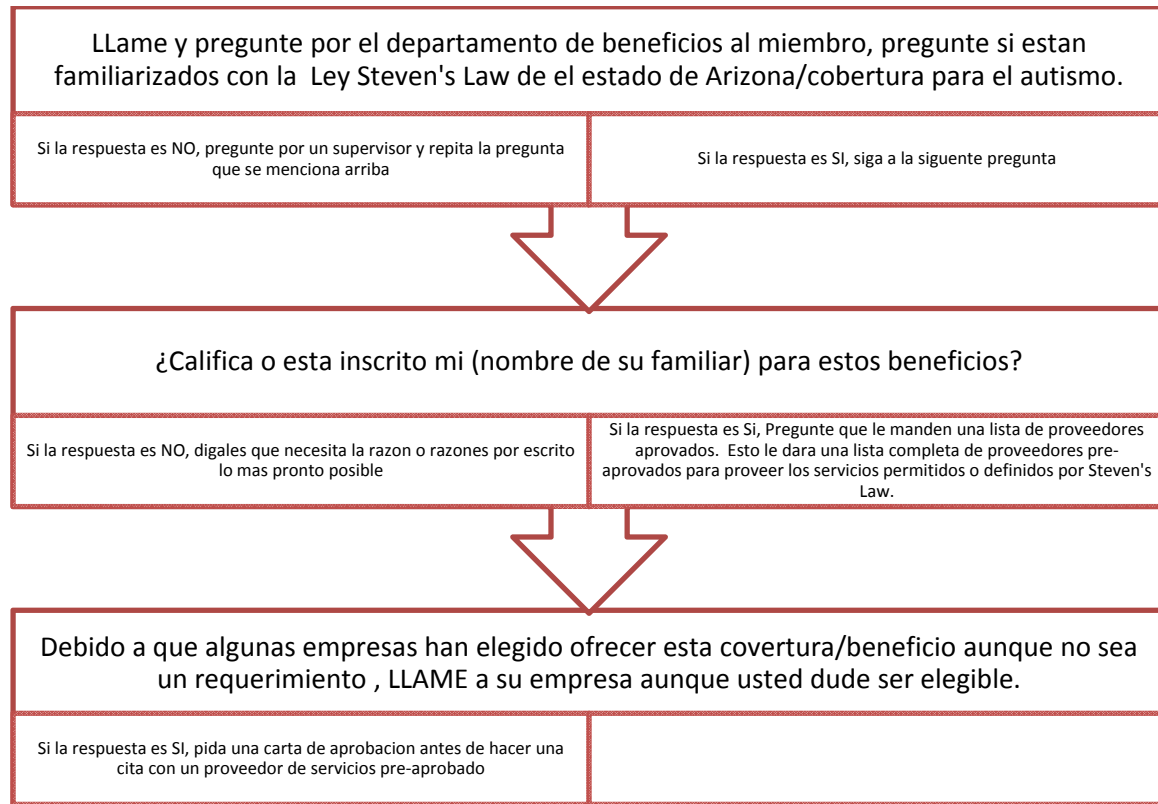 LLame y pregunte por el departamento de beneficios al miembro, pregunte si estan
familiarizados con la Ley Steven's Law de el estado de Arizona/cobertura para el autismo.
Si la respuesta es NO, pregunte por un supervisor y repita la pregunta
que se menciona arriba
Si la respuesta es SI, siga a la siguente pregunta
¿Califica o esta inscrito mi (nombre de su familiar) para estos beneficios?
Si la respuesta es NO, digales que necesita la razon o razones por escrito
lo mas pronto posible
Si la respuesta es Si, Pregunte que le manden una lista de proveedores
aprovados. Esto le dara una lista completa de proveedores pre-
aprovados para proveer los servicios permitidos o definidos por Steven's
Law.
Debido a que algunas empresas han elegido ofrecer esta covertura/beneficio aunque no sea
un requerimiento , LLAME a su empresa aunque usted dude ser elegible.
Si la respuesta es SI, pida una carta de aprobacion antes de hacer una
cita con un proveedor de servicios pre-aprobado